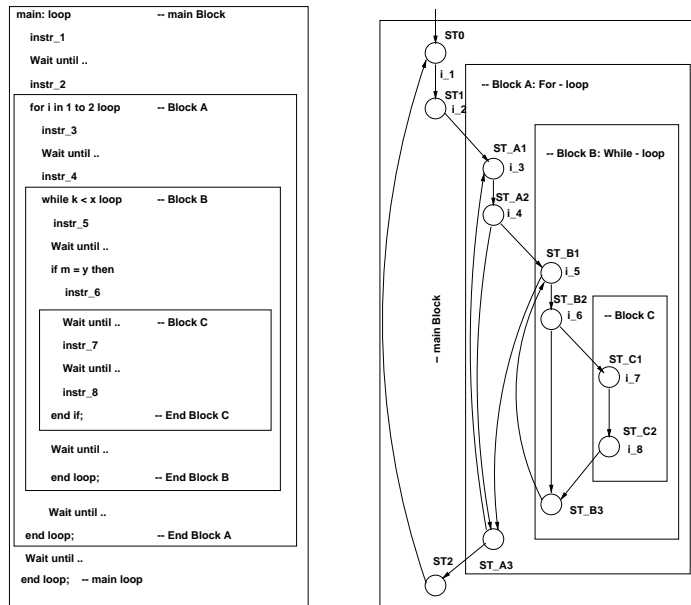 main: loop -- main Block
instr_1
Wait until ..
instr_2
for i in 1 to 2 loop -- Block A
instr_3
Wait until ..
instr_4
while k < x loop -- Block B
instr_5
Wait until ..
if m = y then
instr_6
Wait until .. -- Block C
instr_7
Wait until ..
instr_8
end if; -- End Block C
Wait until ..
end loop; -- End Block B
Wait until ..
end loop; -- End Block A
Wait until ..
end loop; -- main loop
ST0
i_1
-- Block A: For - loop
ST1
i_2
-- Block B: While - loop
ST_A1
i_3
ST_A2
i_4
ST_B1
i_5
ST_B2
i_6
-- Block C
-- main Block
ST_C1
i_7
ST_C2
i_8
ST_B3
ST2
ST_A3